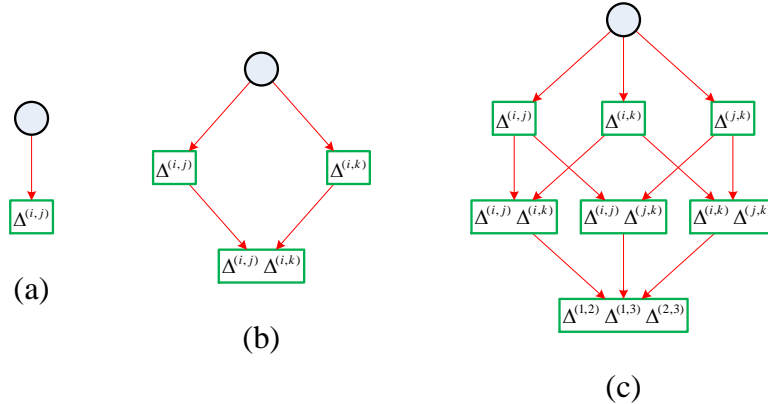 Δ^(i,j) Δ^(i,k) Δ^(j,k)
Δ^(i,j) Δ^(i,k)
Δ^(i,j)
Δ^(i,j) Δ^(i,k) Δ^(i,j) Δ^(j,k) Δ^(i,k) Δ^(j,k
Δ^(i,j) Δ^(i,k)
(a)
Δ^(1,2) Δ^(1,3) Δ^(2,3)
(b)
(c)